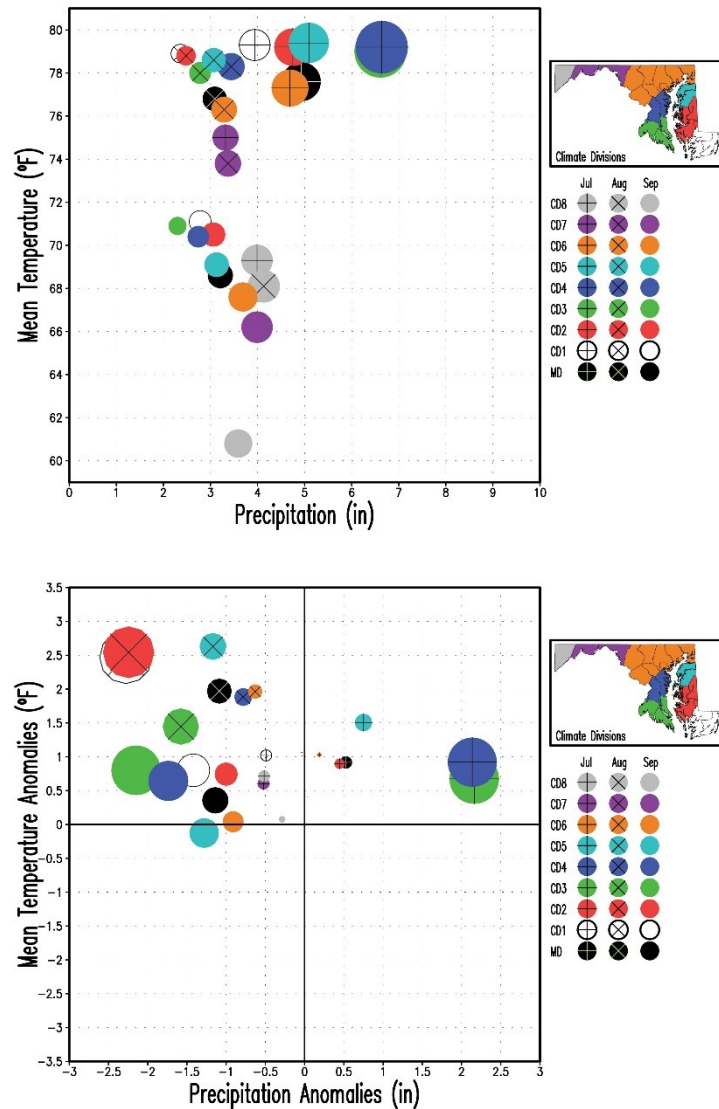 80
78
76
74
72
70
68
66
64
62
60
Mean Temperature (ºF)
0 1 2 3 4 5 6 7 8 9 10
Precipitation (in)
Climate Divisions
Jul Aug Sep
CD8
CD7
CD6
CD5
CD4
CD3
CD2
CD1
MD
3.5
3
2.5
2
1.5
1
0.5
0
-0.5
-1
-1.5
-2
-2.5
-3
-3.5
Mean Temperature Anomalies (ºF)
-3 -2.5 -2 -1.5 -1 -0.5 0 0.5 1 1.5 2 2.5 3
Precipitation Anomalies (in)
Climate Divisions
Jul Aug Sep
CD8
CD7
CD6
CD5
CD4
CD3
CD2
CD1
MD